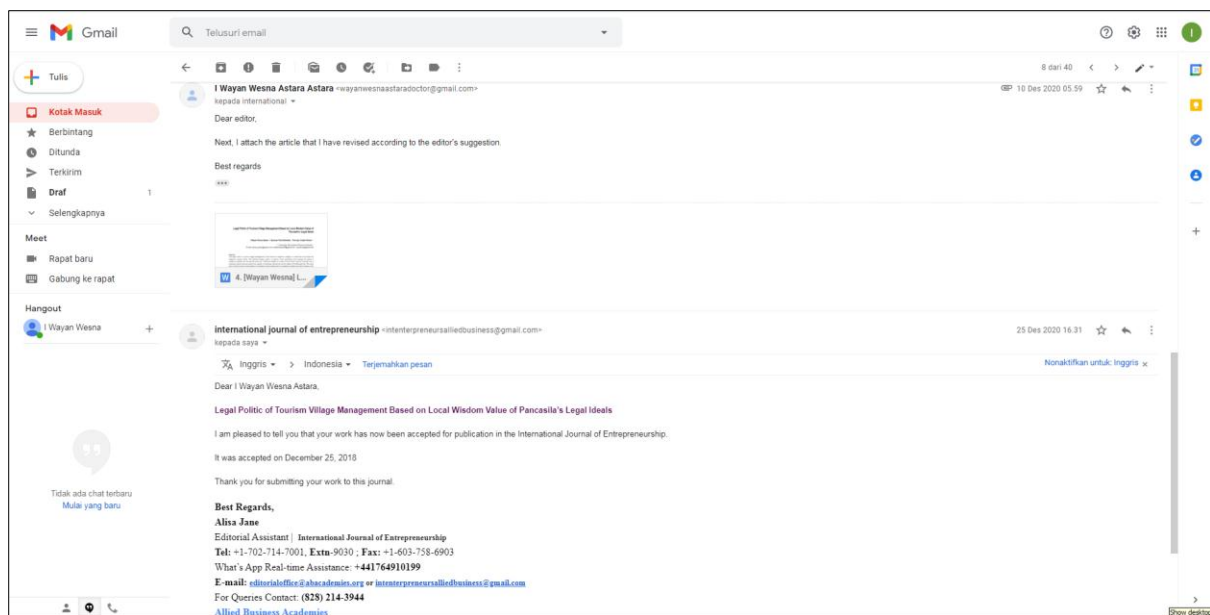 Gmail
Telusuri email
Tulis
8 dari 40
Kotak Masuk
Berbintang
Ditunda
Terkirim
Draf 1
Selengkapnya
Meet
Rapat baru
Gabung ke rapat
Hangout
I Wayan Wesna
Tidak ada chat terbaru
Mulai yang baru
I Wayan Wesna Astara Astara <wayanwesnaastaradoctor@gmail.com>
10 Des 2020 05.59
kepada international
Dear editor,
Next, I attach the article that I have revised according to the editor's suggestion.
Best regards
4. [Wayan Wesna] L...
international journal of entrepreneurship <intenterpreneursalliedbusiness@gmail.com>
25 Des 2020 16.31
kepada saya
Inggris > Indonesia Terjemahkan pesan
Nonaktifkan untuk: Inggris x
Dear I Wayan Wesna Astara,
Legal Politic of Tourism Village Management Based on Local Wisdom Value of Pancasila's Legal Ideals
I am pleased to tell you that your work has now been accepted for publication in the International Journal of Entrepreneurship.
It was accepted on December 25, 2018
Thank you for submitting your work to this journal.
Best Regards,
Alisa Jane
Editorial Assistant | International Journal of Entrepreneurship
Tel: +1-702-714-7001, Extn-9030 ; Fax: +1-603-758-6903
What's App Real-time Assistance: +441764910199
E-mail: editorialoffice@abacademies.org or intenterpreneursalliedbusiness@gmail.com
For Queries Contact: (828) 214-3944
Allied Business Academies
Show desktop